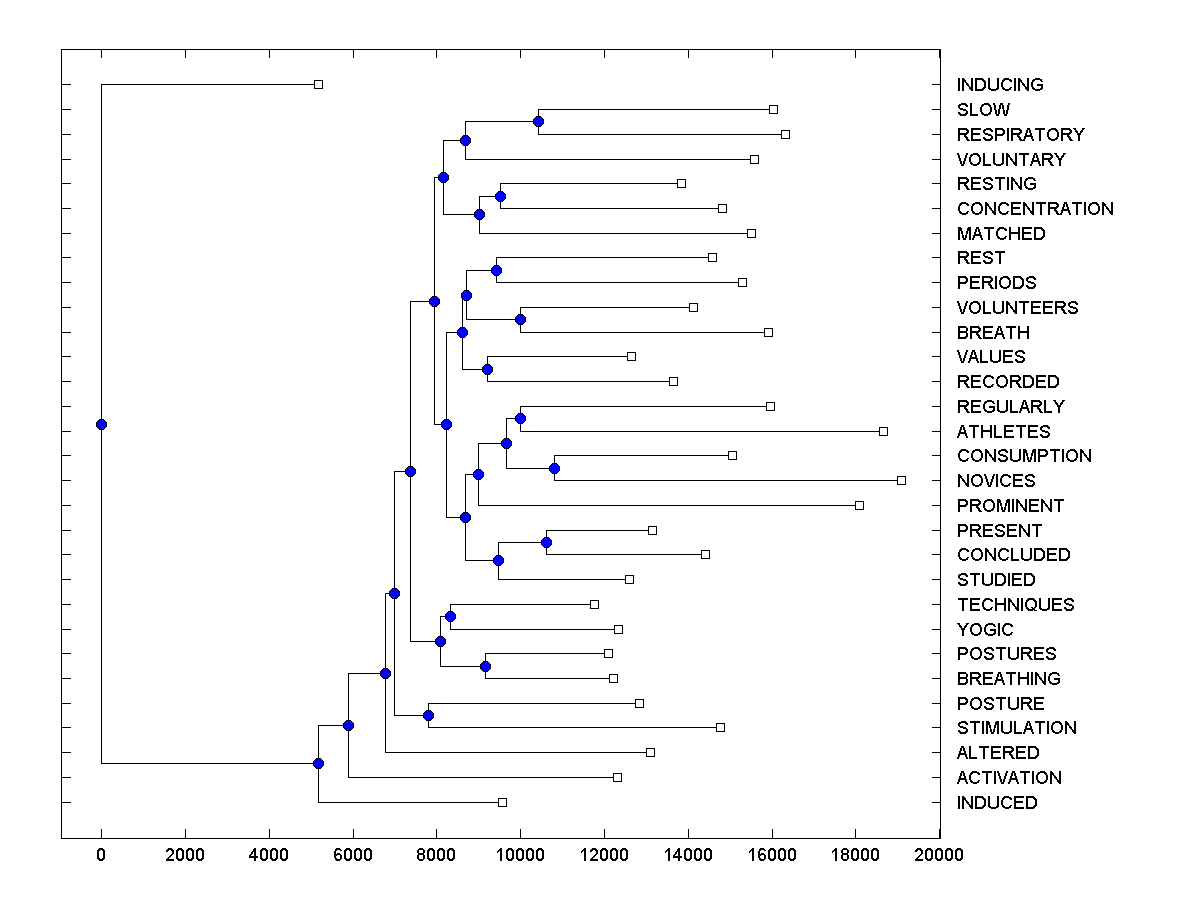 INDUCING
SLOW
RESPIRATORY
VOLUNTARY
RESTING
CONCENTRATION
MATCHED
REST
PERIODS
VOLUNTEERS
BREATH
VALUES
RECORDED
REGULARLY
ATHLETES
CONSUMPTION
NOVICES
PROMINENT
PRESENT
CONCLUDED
STUDIED
TECHNIQUES
YOGIC
POSTURES
BREATHING
POSTURE
STIMULATION
ALTERED
ACTIVATION
INDUCED
0 2000 4000 6000 8000 10000 12000 14000 16000 18000 20000